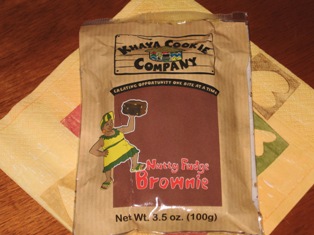 Khaya Cookie
Company
CREATING OPPORTUNITY ONE BITE AT A TIME
Nutty Fudge
Brownie
Net Wt. 3.5 oz. (100g)